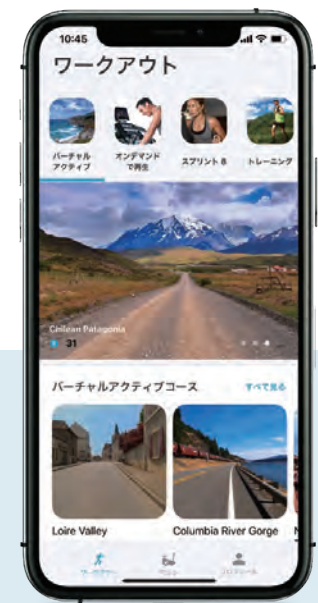 10:45
ワークアウト
バーチャル
アクティブ
オンデマンド
で再生
スプリント 8
トレーニング
Chilean Patagonia
31
バーチャルアクティブコース
すべて見る
Loire Valley
Columbia River Gorge